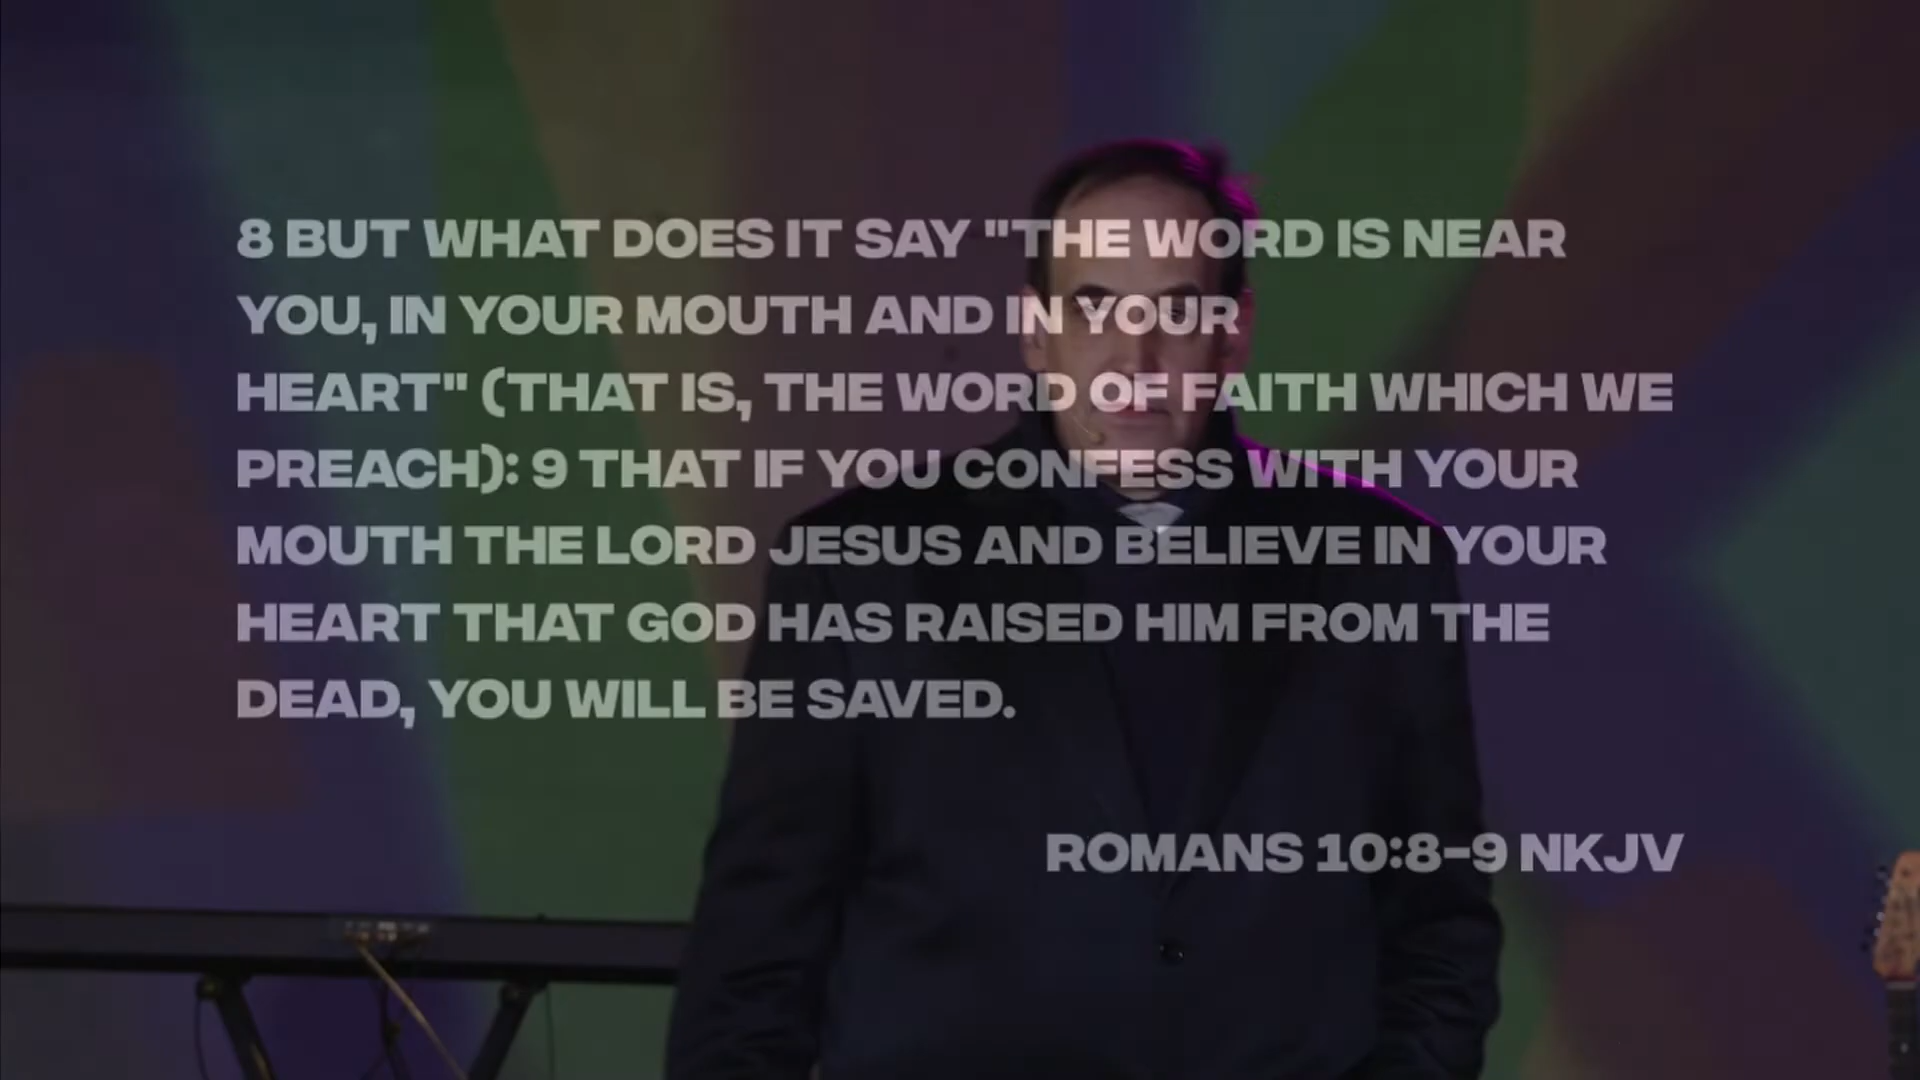 8 BUT WHAT DOES IT SAY "THE WORD IS NEAR
YOU, IN YOUR MOUTH AND IN YOUR
HEART" (THAT IS, THE WORD OF FAITH WHICH WE
PREACH): 9 THAT IF YOU CONFESS WITH YOUR
MOUTH THE LORD JESUS AND BELIEVE IN YOUR
HEART THAT GOD HAS RAISED HIM FROM THE
DEAD, YOU WILL BE SAVED.
ROMANS 10:8-9 NKJV